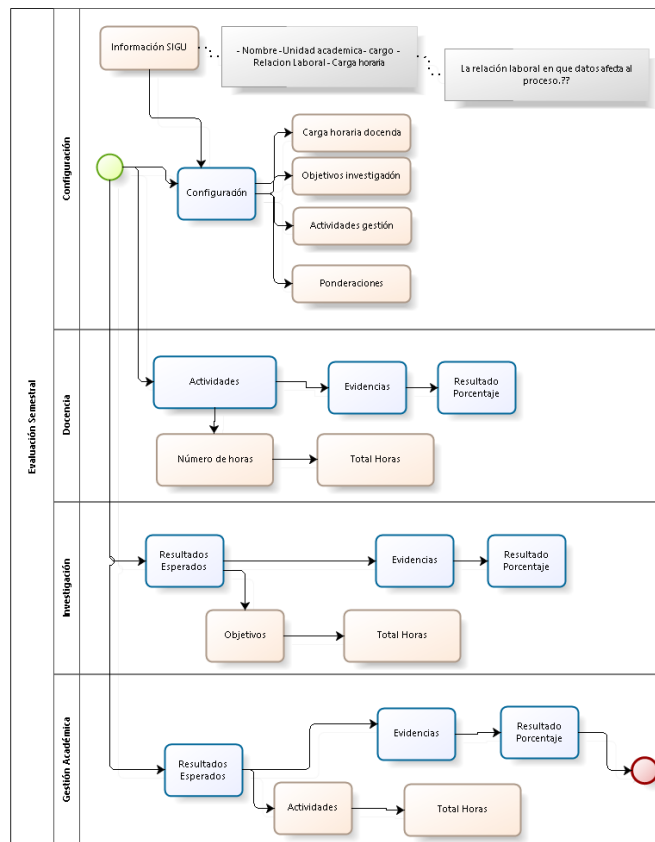 Evaluación Semestral
Configuración
Información SIGU
- Nombre -Unidad academica- cargo -
Relacion Laboral - Carga horaria
La relación laboral en que datos afecta al
proceso.??
Configuración
Carga horaria docenda
Objetivos investigación
Actividades gestión
Ponderaciones
Docencia
Actividades
Evidencias
Resultado
Porcentaje
Número de horas
Total Horas
Investigación
Resultados
Esperados
Evidencias
Resultado
Porcentaje
Objetivos
Total Horas
Gestión Académica
Resultados
Esperados
Evidencias
Resultado
Porcentaje
Actividades
Total Horas